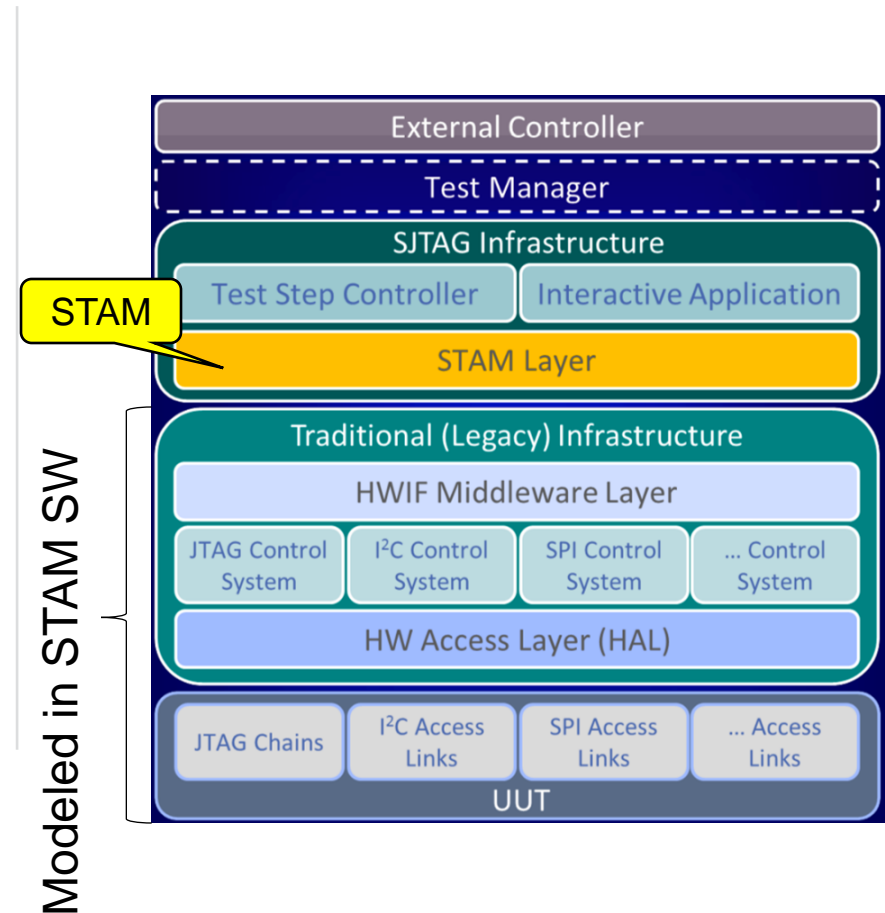 External Controller
Test Manager
SJTAG Infrastructure
Test Step Controller
Interactive Application
STAM
STAM Layer
Modeled in STAM SW
Traditional (Legacy) Infrastructure
HWIF Middleware Layer
JTAG Control
System
I²C Control
System
SPI Control
System
... Control
System
HW Access Layer (HAL)
JTAG Chains
I²C Access
Links
SPI Access
Links
... Access
Links
UUT